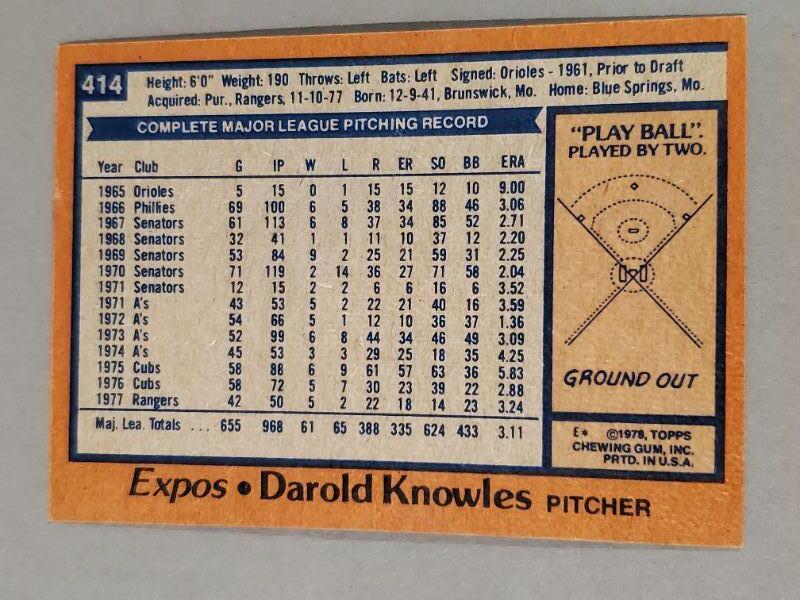 414
Height: 6'0" Weight: 190 Throws: Left Bats: Left Signed: Orioles - 1961, Prior to Draft
Acquired: Pur., Rangers, 11-10-77 Born: 12-9-41, Brunswick, Mo. Home: Blue Springs, Mo.
COMPLETE MAJOR LEAGUE PITCHING RECORD
Year Club G IP W L R ER SO BB ERA
1965 Orioles 5 15 0 1 15 15 12 10 9.00
1966 Phillies 69 100 6 5 38 34 88 46 3.06
1967 Senators 61 113 6 8 37 34 85 52 2.71
1968 Senators 32 41 1 1 11 10 37 12 2.20
1969 Senators 53 84 9 2 25 21 59 31 2.25
1970 Senators 71 119 2 14 36 27 71 58 2.04
1971 Senators 12 15 2 2 6 6 16 6 3.52
1971 A's 43 53 5 2 22 21 40 16 3.59
1972 A's 54 66 5 1 12 10 36 37 1.36
1973 A's 52 99 6 8 44 34 46 49 3.09
1974 A's 45 53 3 3 29 25 18 35 4.25
1975 Cubs 58 88 6 9 61 57 63 36 5.83
1976 Cubs 58 72 5 7 30 23 39 22 2.88
1977 Rangers 42 50 5 2 22 18 14 23 3.24
Maj. Lea. Totals ... 655 968 61 65 388 335 624 433 3.11
"PLAY BALL".
PLAYED BY TWO.
GROUND OUT
E* ©1978, TOPPS
CHEWING GUM, INC.
PRTD. IN U.S.A.
Expos • Darold Knowles PITCHER